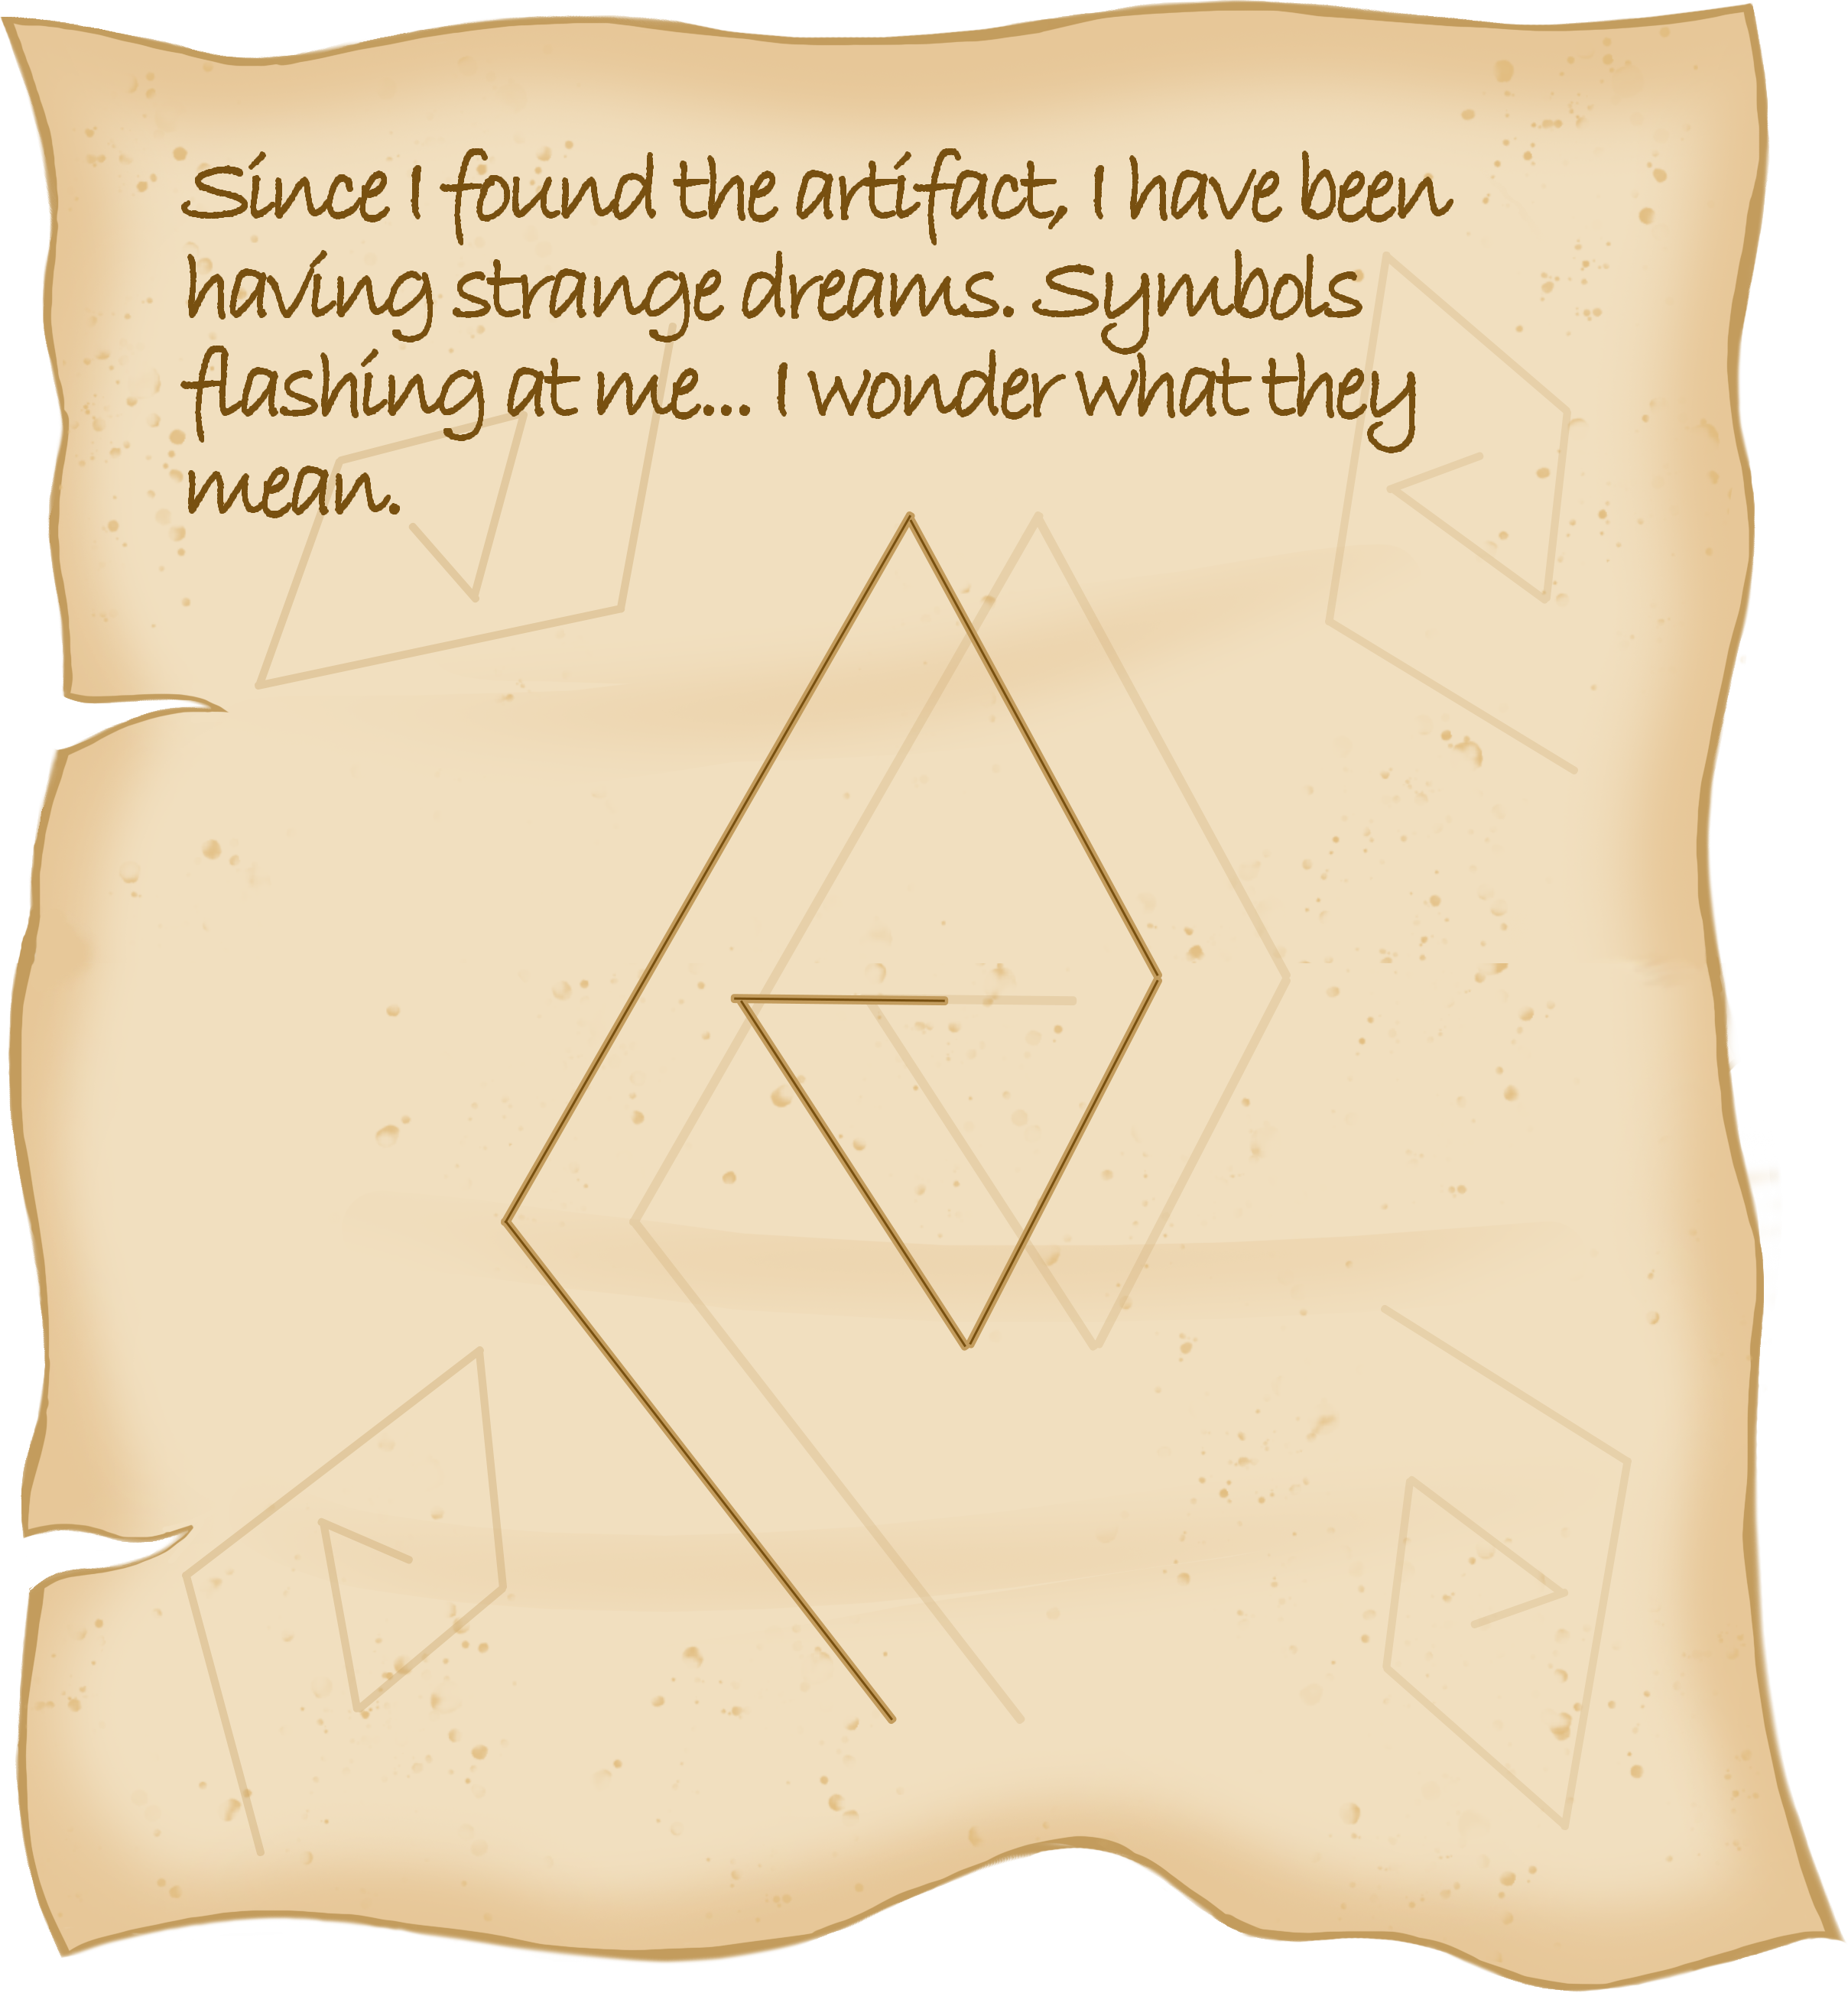 Since I found the artifact, I have been
having strange dreams. Symbols
flashing at me... I wonder what they
mean.